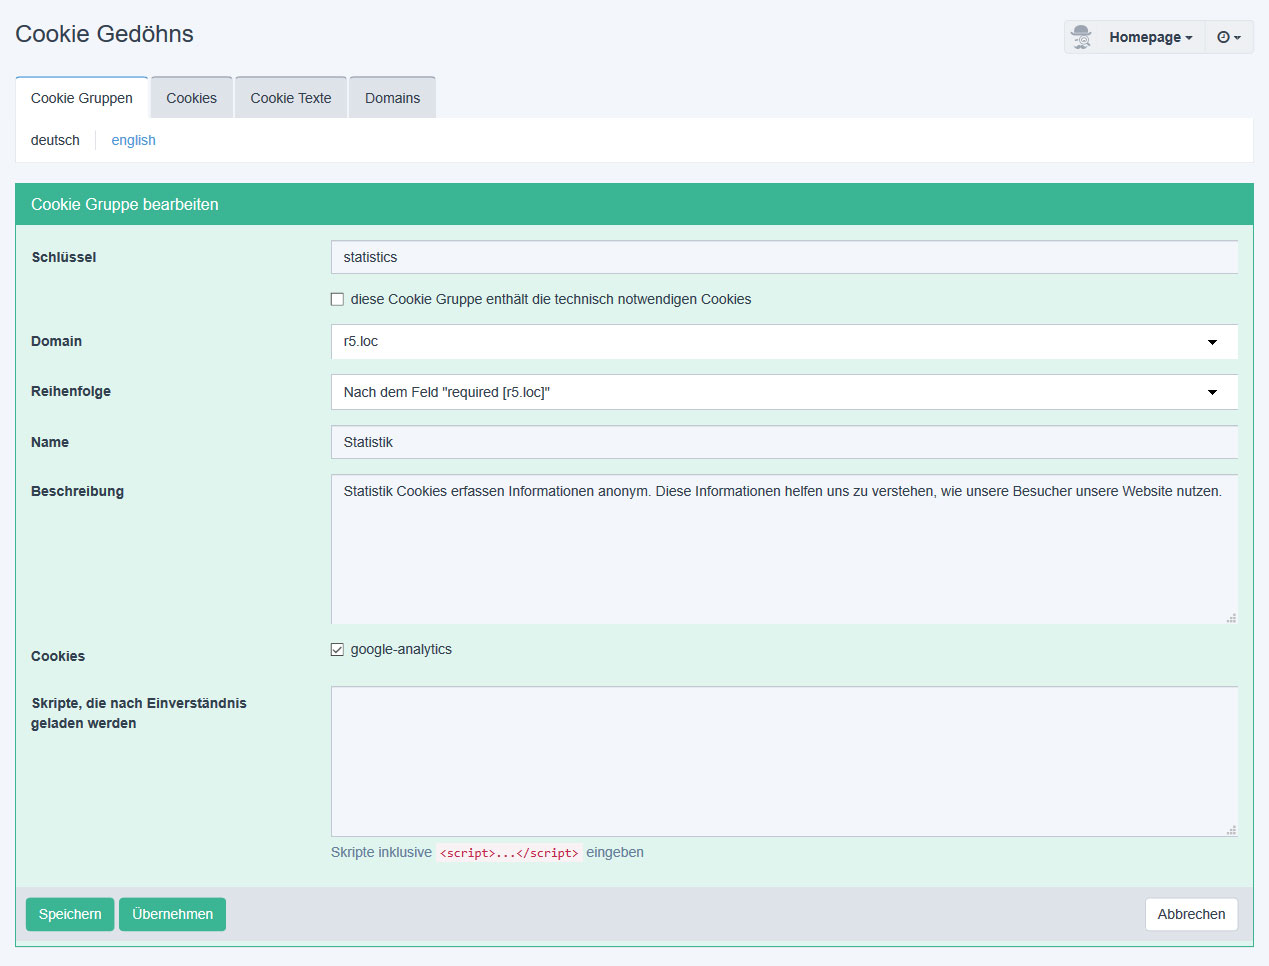 Cookie Gedöhns
Homepage
Cookie Gruppen
Cookies
Cookie Texte
Domains
deutsch
english
Cookie Gruppe bearbeiten
Schlüssel
statistics
diese Cookie Gruppe enthält die technisch notwendigen Cookies
Domain
r5.loc
Reihenfolge
Nach dem Feld "required [r5.loc]"
Name
Statistik
Beschreibung
Statistik Cookies erfassen Informationen anonym. Diese Informationen helfen uns zu verstehen, wie unsere Besucher unsere Website nutzen.
Cookies
google-analytics
Skripte, die nach Einverständnis
geladen werden
Skripte inklusive <script>...</script> eingeben
Speichern
Übernehmen
Abbrechen